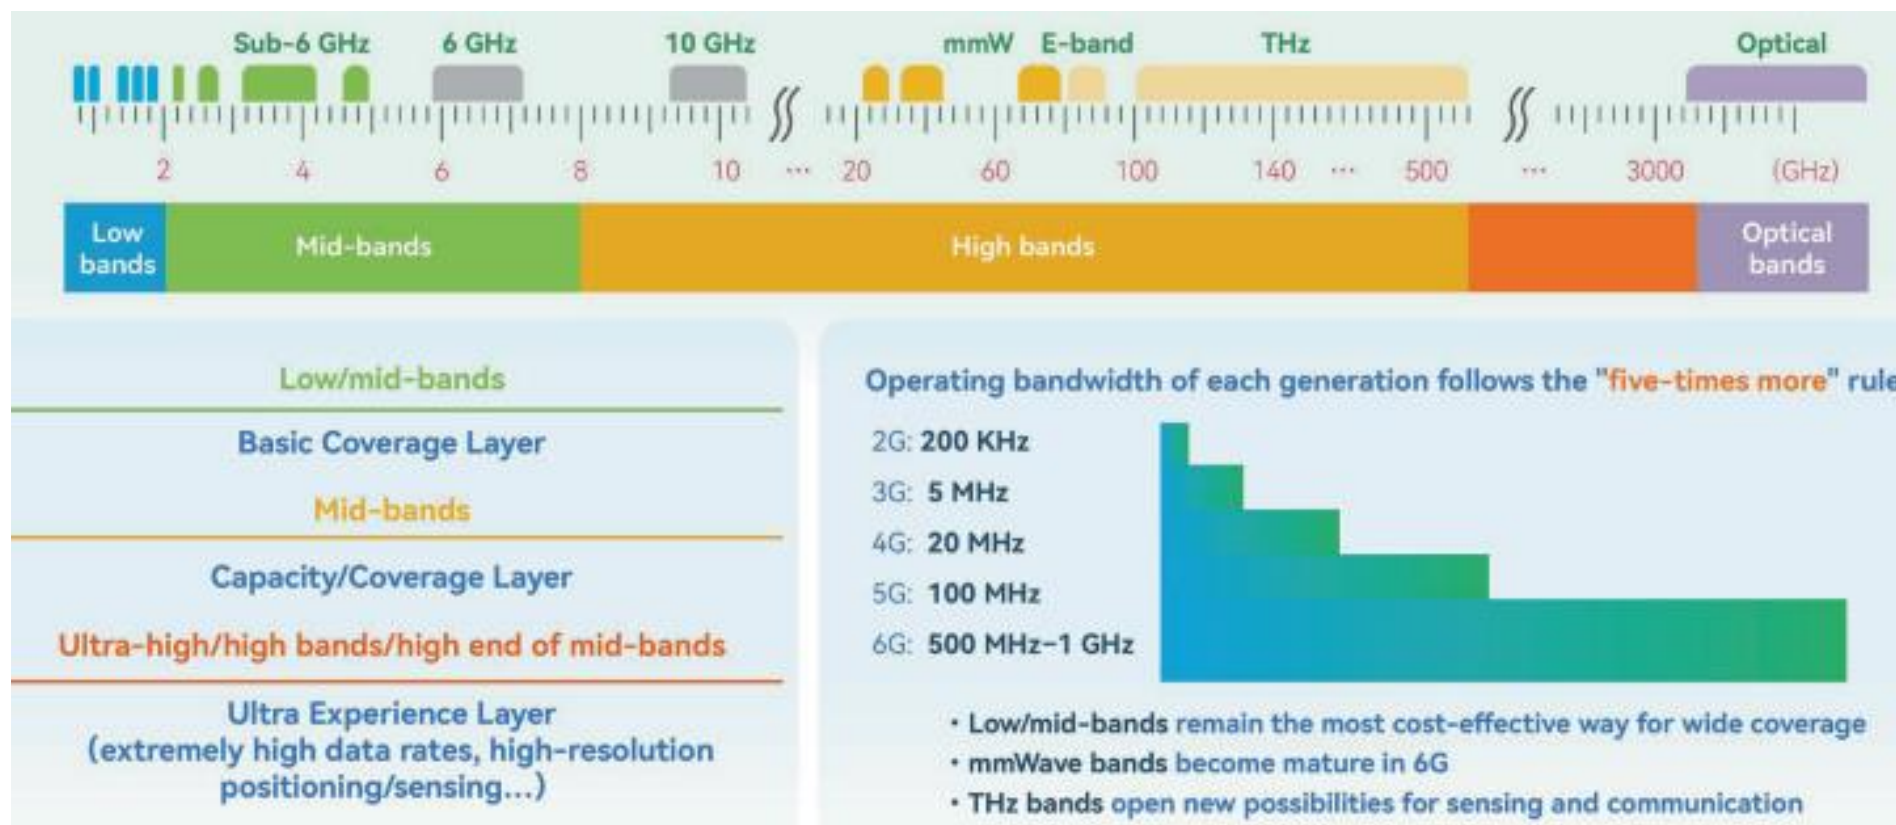 Sub-6 GHz 6 GHz 10 GHz mmW E-band THz Optical
2 4 6 8 10 ... 20 60 100 140 ... 500 ... 3000 (GHz)
Low bands Mid-bands High bands Optical bands
Low/mid-bands
Basic Coverage Layer
Mid-bands
Capacity/Coverage Layer
Ultra-high/high bands/high end of mid-bands
Ultra Experience Layer
(extremely high data rates, high-resolution
positioning/sensing...)
Operating bandwidth of each generation follows the "five-times more" rule
2G: 200 KHz
3G: 5 MHz
4G: 20 MHz
5G: 100 MHz
6G: 500 MHz–1 GHz
• Low/mid-bands remain the most cost-effective way for wide coverage
• mmWave bands become mature in 6G
• THz bands open new possibilities for sensing and communication